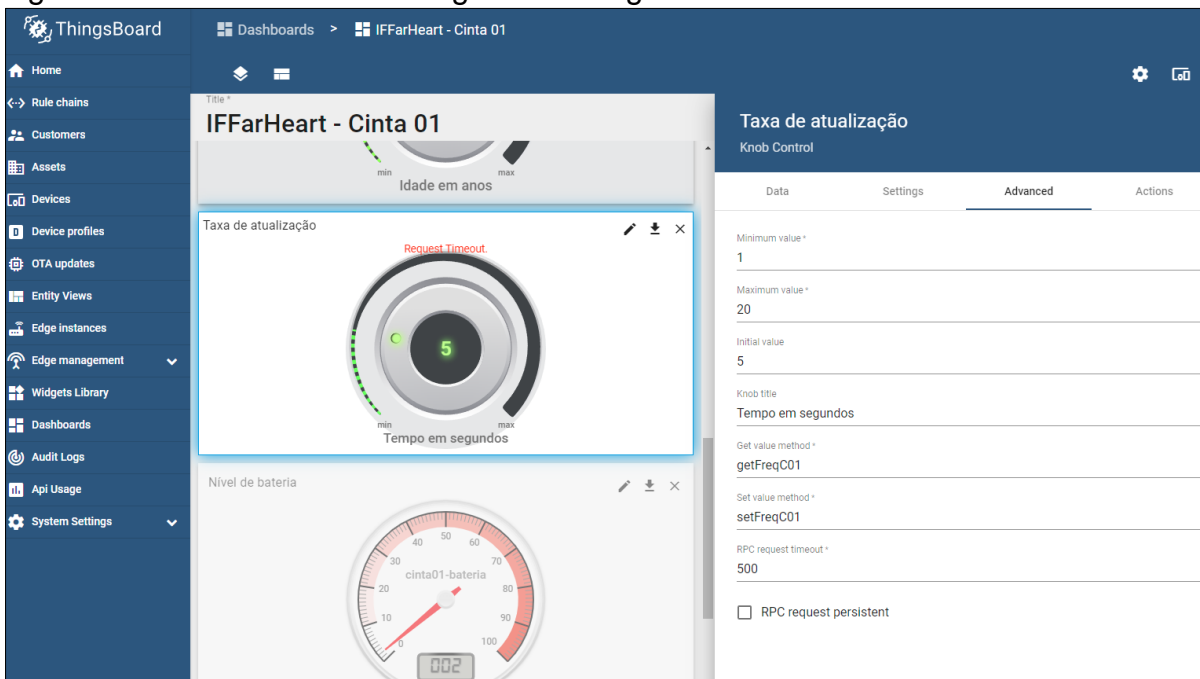 ThingsBoard
Dashboards > IFFarHeart - Cinta 01
Home
Rule chains
Customers
Assets
Devices
Device profiles
OTA updates
Entity Views
Edge instances
Edge management
Widgets Library
Dashboards
Audit Logs
Api Usage
System Settings
Title *
IFFarHeart - Cinta 01
min
max
Idade em anos
Taxa de atualização
Request Timeout.
5
min
max
Tempo em segundos
Nível de bateria
0
10
20
30
40
50
60
70
80
90
100
cinta01-bateria
002
Taxa de atualização
Knob Control
Data
Settings
Advanced
Actions
Minimum value *
1
Maximum value *
20
Initial value
5
Knob title
Tempo em segundos
Get value method *
getFreqC01
Set value method *
setFreqC01
RPC request timeout *
500
RPC request persistent